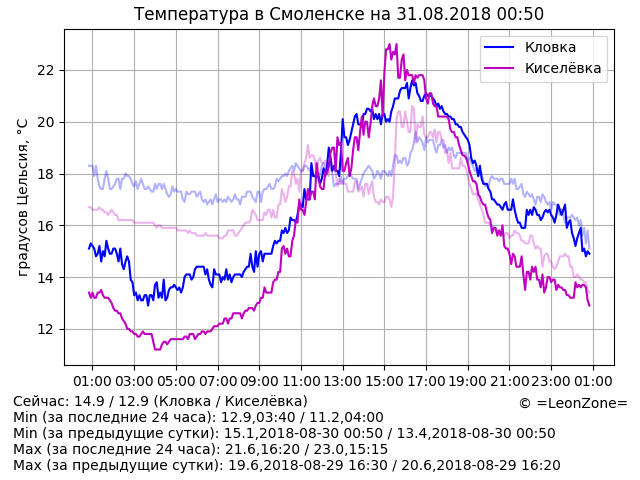 Температура в Смоленске на 31.08.2018 00:50
Кловка
Киселёвка
градусов Цельсия, °C
22
20
18
16
14
12
01:00 03:00 05:00 07:00 09:00 11:00 13:00 15:00 17:00 19:00 21:00 23:00 01:00
Сейчас: 14.9 / 12.9 (Кловка / Киселёвка)
© =LeonZone=
Min (за последние 24 часа): 12.9,03:40 / 11.2,04:00
Min (за предыдущие сутки): 15.1,2018-08-30 00:50 / 13.4,2018-08-30 00:50
Max (за последние 24 часа): 21.6,16:20 / 23.0,15:15
Max (за предыдущие сутки): 19.6,2018-08-29 16:30 / 20.6,2018-08-29 16:20